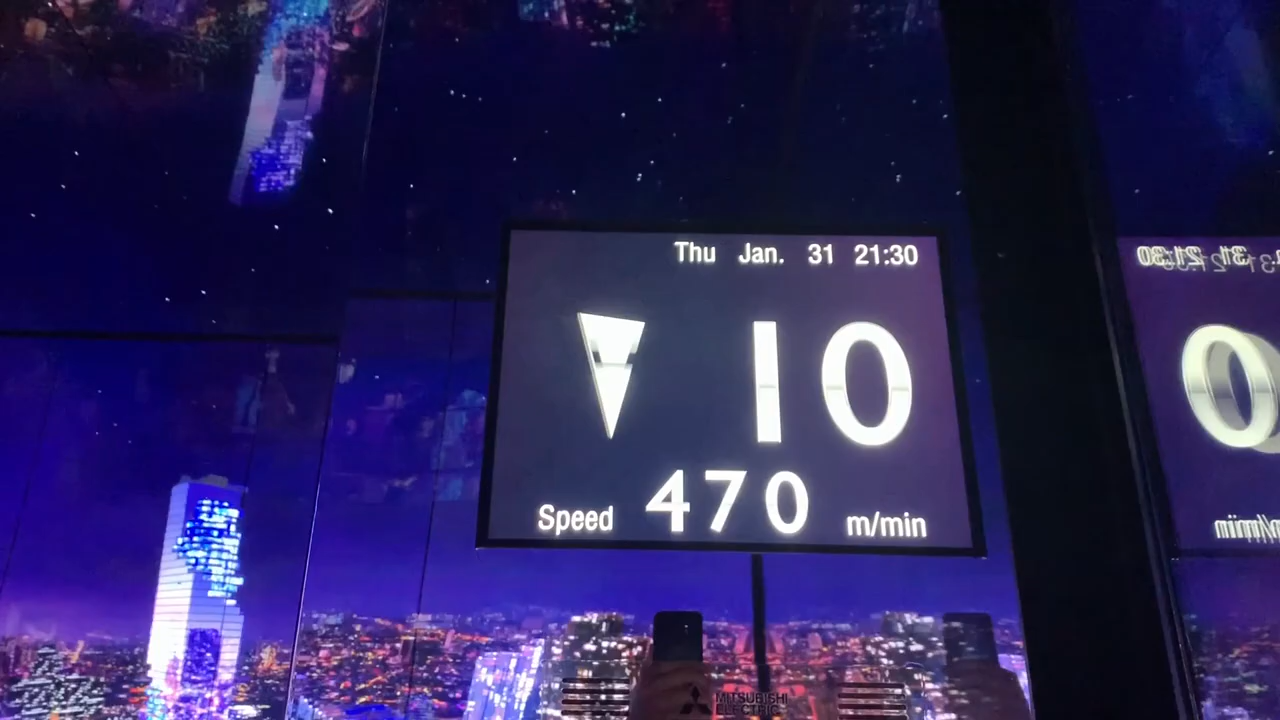 Thu Jan. 31 21:30
10
Speed 470 m/min
MITSUBISHI
ELECTRIC